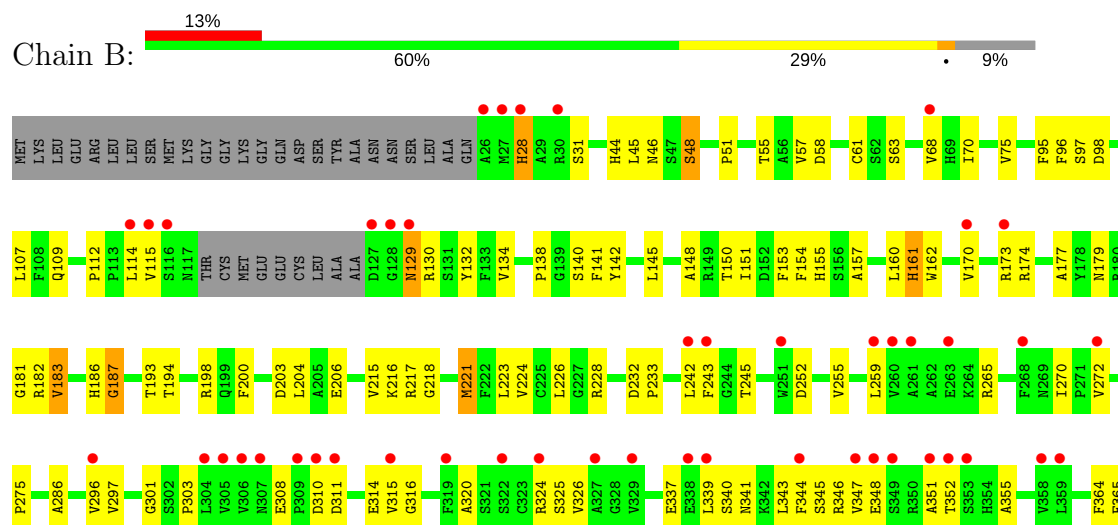 13%
Chain B:
60% 29% • 9%
MET LYS LEU GLU ARG LEU LEU SER MET LYS GLY GLY LYS GLY GLN ASP SER TYR ALA ASN ASN SER LEU ALA GLN A26 M27 H28 A29 R30 S31 H44 L45 N46 S47 S48 P51 T55 A56 V57 D58 C61 S62 S63 V68 H69 I70 V75 F95 F96 S97 D98
L107 F108 Q109 P112 P113 L114 V115 S116 N117 THR CYS MET GLU GLU CYS LEU ALA ALA D127 G128 N129 R130 S131 Y132 F133 V134 P138 G139 S140 F141 Y142 L145 A148 R149 T150 I151 D152 F153 F154 H155 S156 A157 L160 H161 W162 V170 R173 R174 A177 Y178 N179
G181 R182 V183 H186 G187 T193 T194 R198 Q199 F200 D203 L204 A205 E206 V215 K216 R217 G218 M221 F222 L223 V224 C225 L226 G227 R228 D232 P233 L242 F243 G244 T245 W251 D252 V255 L259 V260 A261 A262 E263 K264 R265 F268 N269 I270 P271 V272
P275 A286 V296 V297 G301 S302 P303 L304 V305 V306 N307 E308 P309 D310 D311 E314 V315 G316 F319 A320 S321 S322 C323 R324 S325 V326 A327 G328 V329 E337 E338 L339 S340 N341 K342 L343 F344 S345 R346 V347 E348 S349 R350 A351 T352 S353 H354 A355 V358 L359 F364